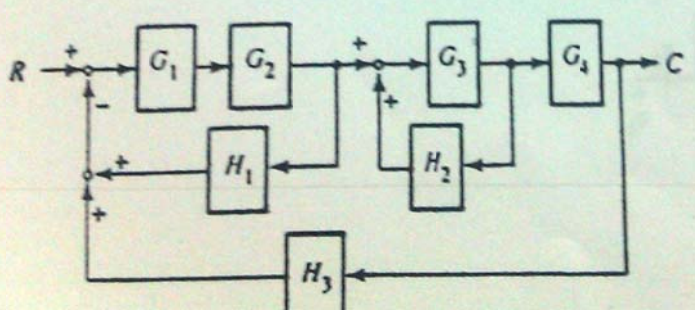 R + G₁ G₂ + G₃ G₄ C
− +
+ H₁ H₂
+
H₃